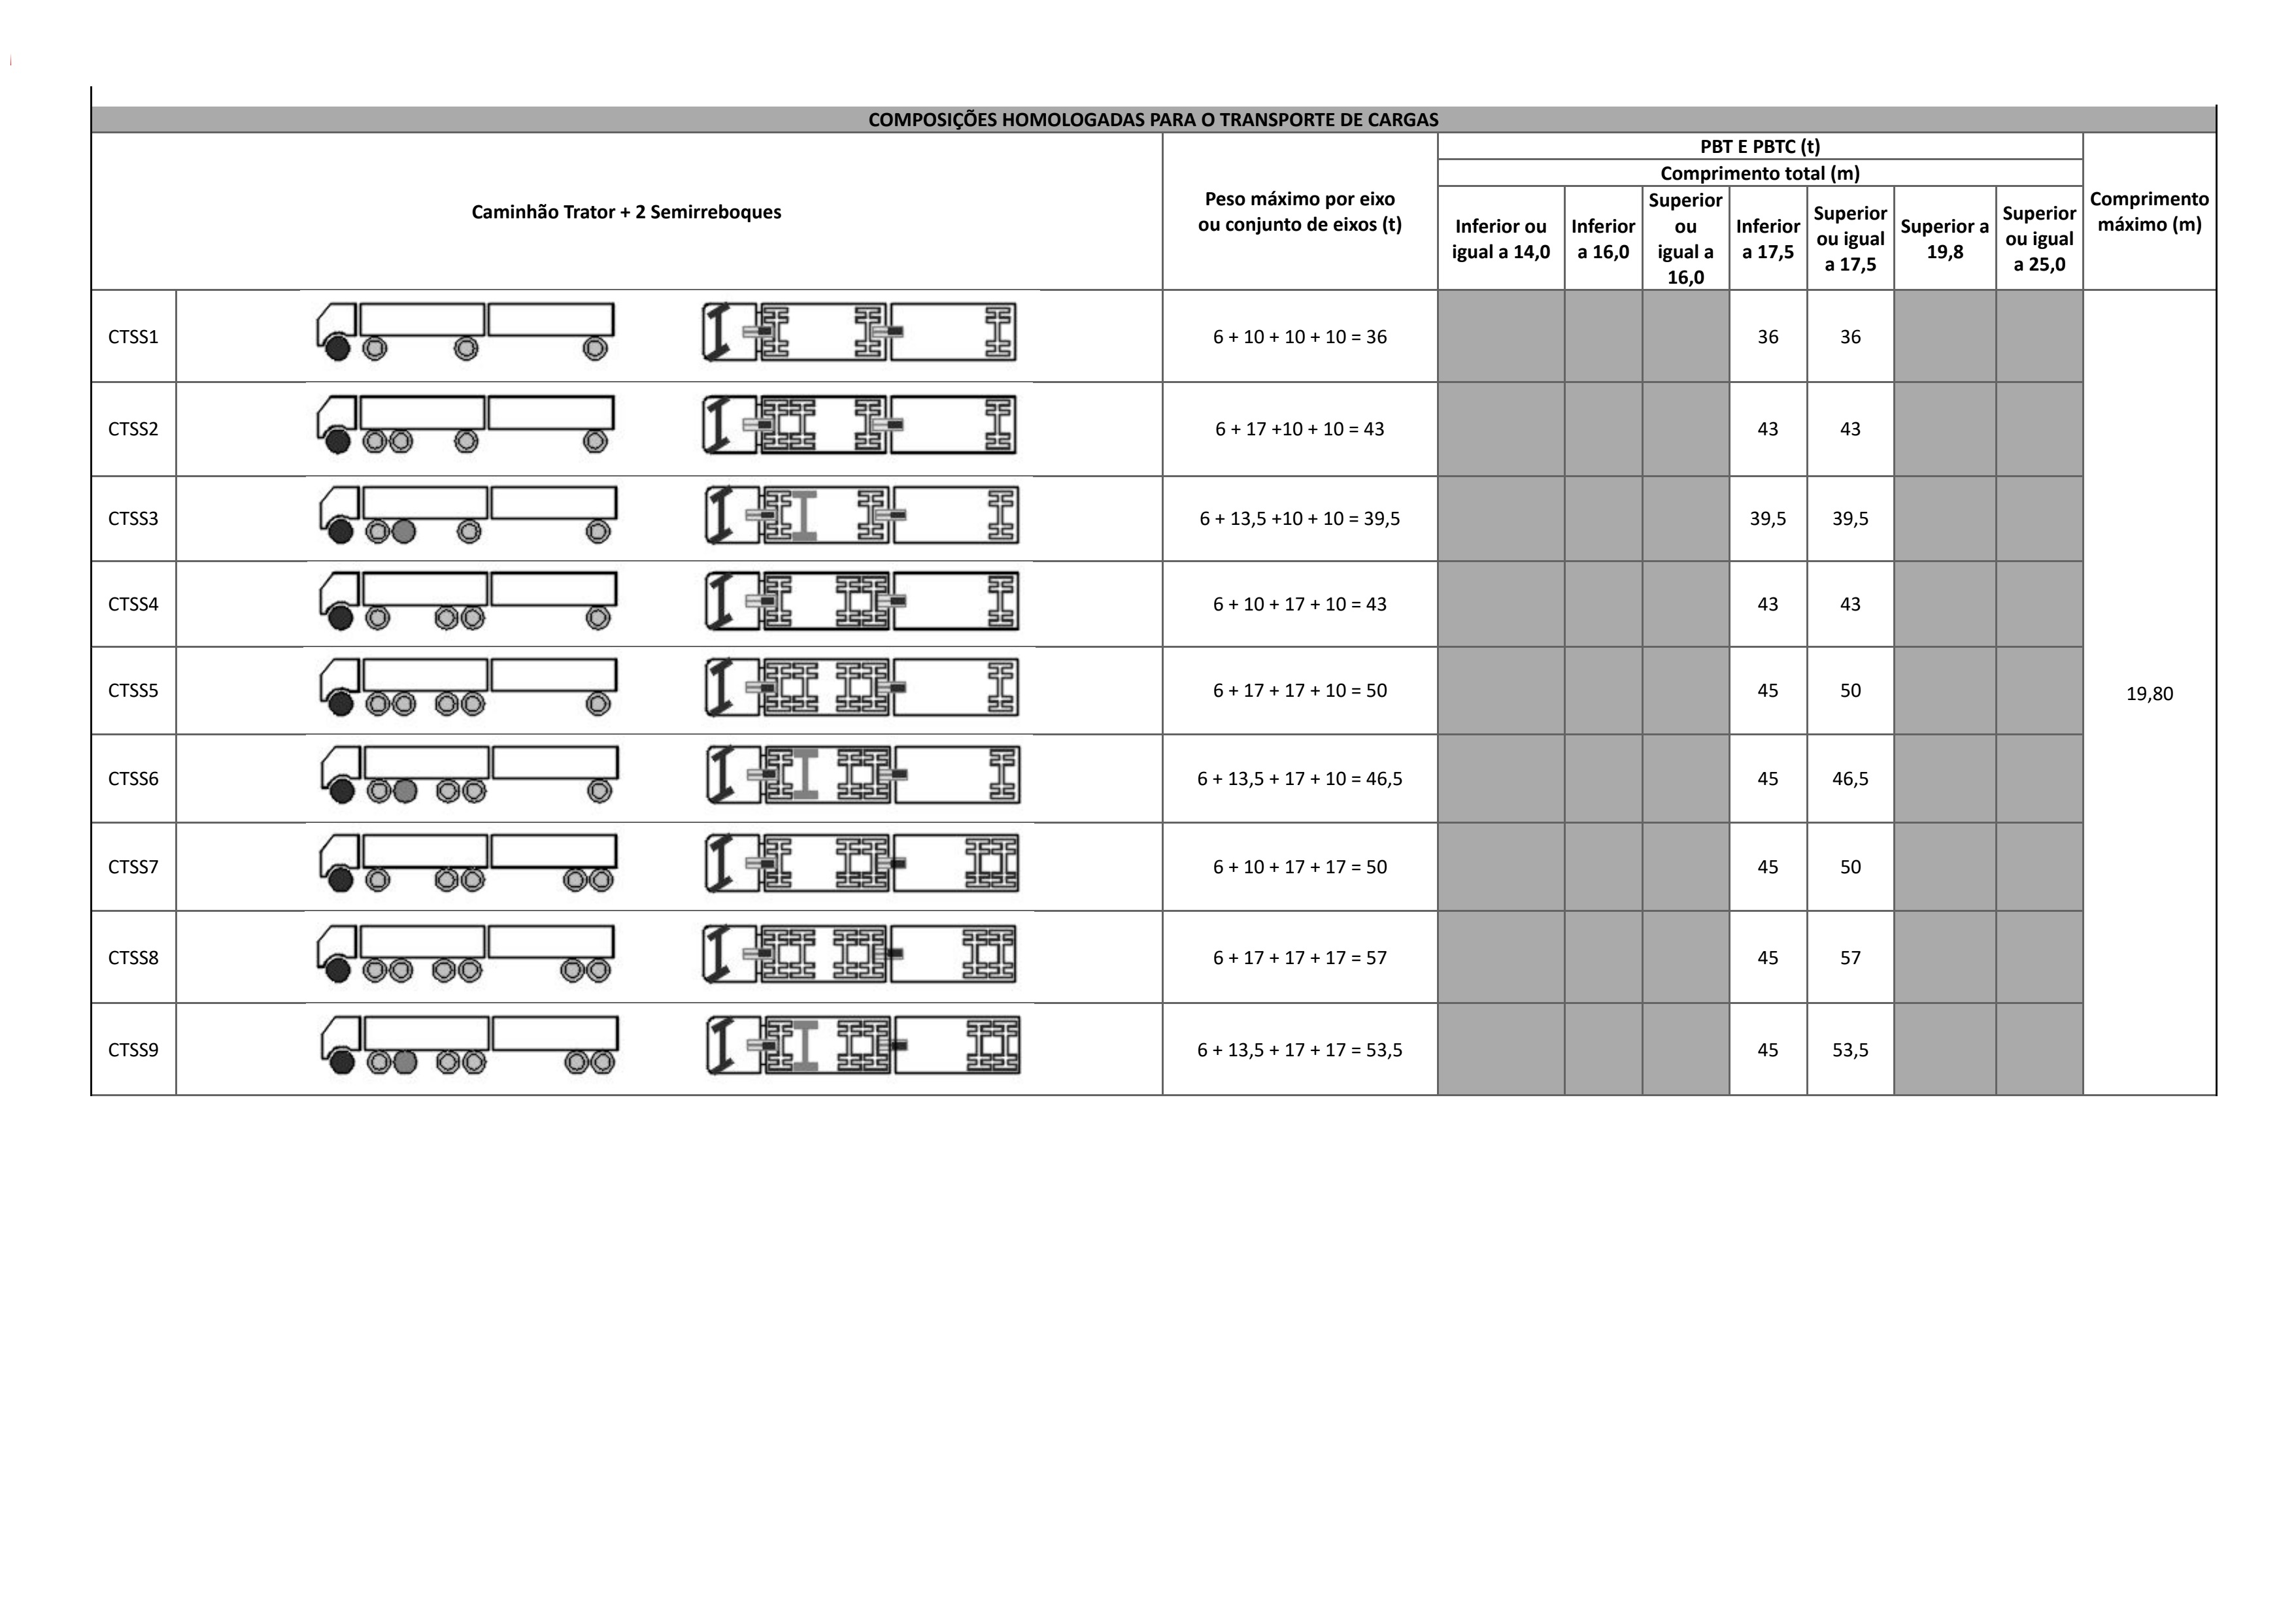 COMPOSIÇÕES HOMOLOGADAS PARA O TRANSPORTE DE CARGAS
Caminhão Trator + 2 Semirreboques
Peso máximo por eixo
ou conjunto de eixos (t)
PBT E PBTC (t)
Comprimento total (m)
Inferior ou
igual a 14,0
Inferior
a 16,0
Superior
ou
igual a
16,0
Inferior
a 17,5
Superior
ou igual
a 17,5
Superior a
19,8
Superior
ou igual
a 25,0
Comprimento
máximo (m)
CTSS1 6 + 10 + 10 + 10 = 36 36 36
CTSS2 6 + 17 +10 + 10 = 43 43 43
CTSS3 6 + 13,5 +10 + 10 = 39,5 39,5 39,5
CTSS4 6 + 10 + 17 + 10 = 43 43 43
CTSS5 6 + 17 + 17 + 10 = 50 45 50
19,80
CTSS6 6 + 13,5 + 17 + 10 = 46,5 45 46,5
CTSS7 6 + 10 + 17 + 17 = 50 45 50
CTSS8 6 + 17 + 17 + 17 = 57 45 57
CTSS9 6 + 13,5 + 17 + 17 = 53,5 45 53,5